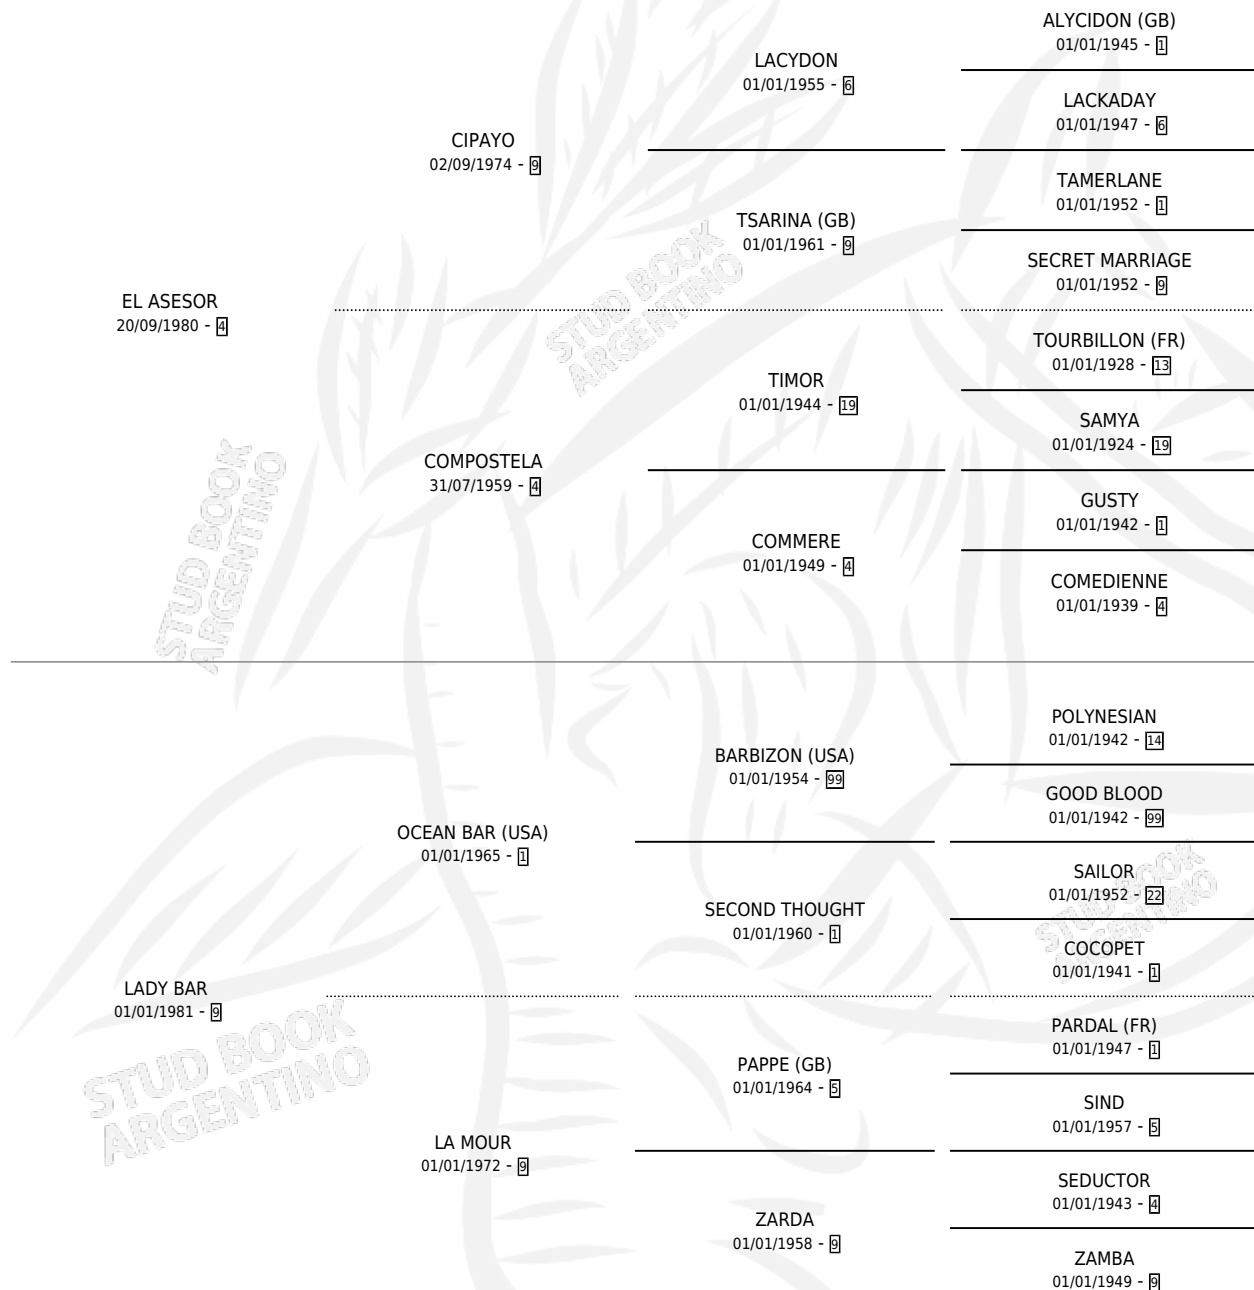 ALYCIDON (GB)
01/01/1945 - 1
LACYDON
01/01/1955 - 6
LACKADAY
01/01/1947 - 6
CIPAYO
02/09/1974 - 9
TAMERLANE
01/01/1952 - 1
TSARINA (GB)
01/01/1961 - 9
SECRET MARRIAGE
01/01/1952 - 9
EL ASESOR
20/09/1980 - 4
STUD BOOK
ARGENTINO
TOURBILLON (FR)
01/01/1928 - 13
TIMOR
01/01/1944 - 19
SAMYA
01/01/1924 - 19
COMPOSTELA
31/07/1959 - 4
GUSTY
01/01/1942 - 1
COMMERE
01/01/1949 - 4
COMEDIENNE
01/01/1939 - 4
STUD BOOK
ARGENTINO
POLYNESIAN
01/01/1942 - 14
BARBIZON (USA)
01/01/1954 - 99
GOOD BLOOD
01/01/1942 - 99
OCEAN BAR (USA)
01/01/1965 - 1
SAILOR
01/01/1952 - 22
SECOND THOUGHT
01/01/1960 - 1
STUD BOOK
ARGENTINO
COCOPET
01/01/1941 - 1
LADY BAR
01/01/1981 - 9
STUD BOOK
ARGENTINO
PARDAL (FR)
01/01/1947 - 1
PAPPE (GB)
01/01/1964 - 5
SIND
01/01/1957 - 5
LA MOUR
01/01/1972 - 9
SEDUCTOR
01/01/1943 - 4
ZARDA
01/01/1958 - 9
ZAMBA
01/01/1949 - 9